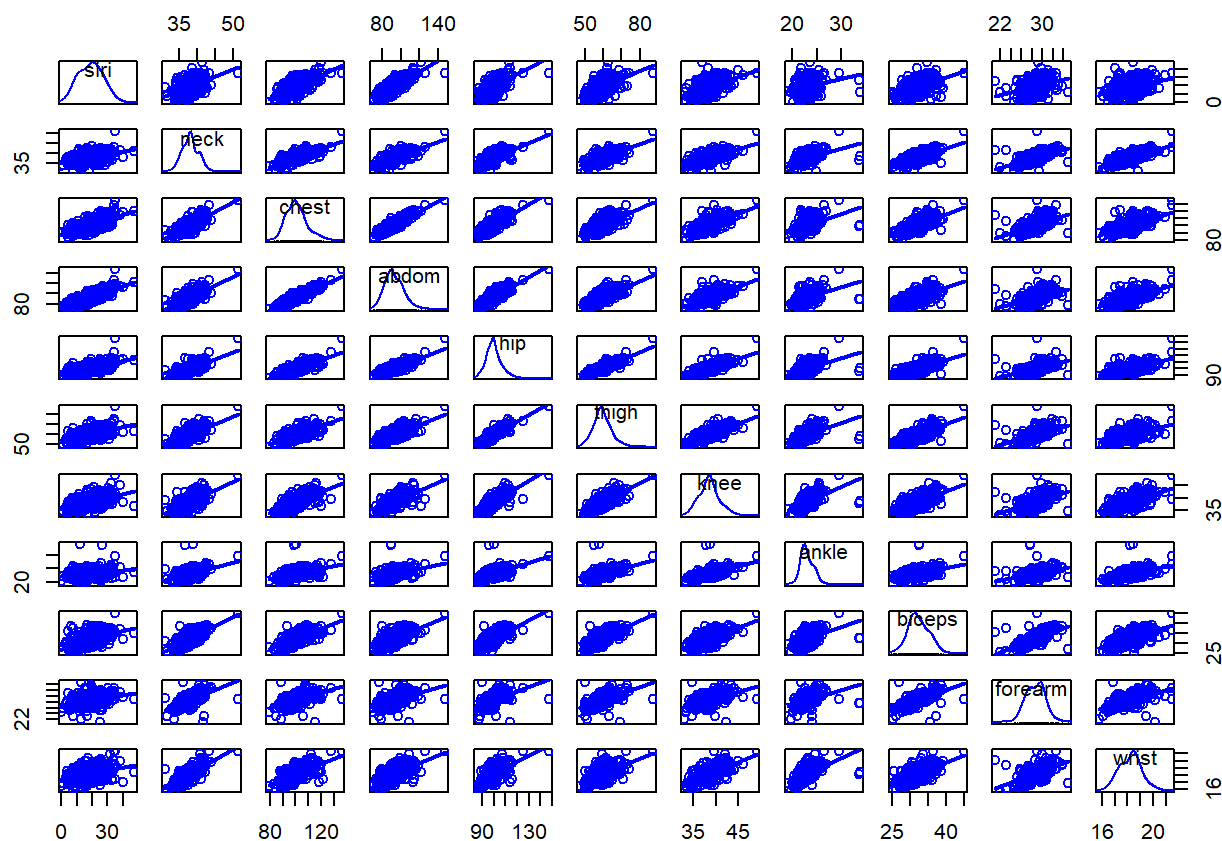 35 50 80 140 50 60 80 20 30 22 30
siri 0
35 neck
chest 80
80 abdom
hip 90
50 thigh
knee 35
20 ankle
biceps 25
22 forearm
wrist 16
0 30 80 120 90 130 35 45 25 40 16 20